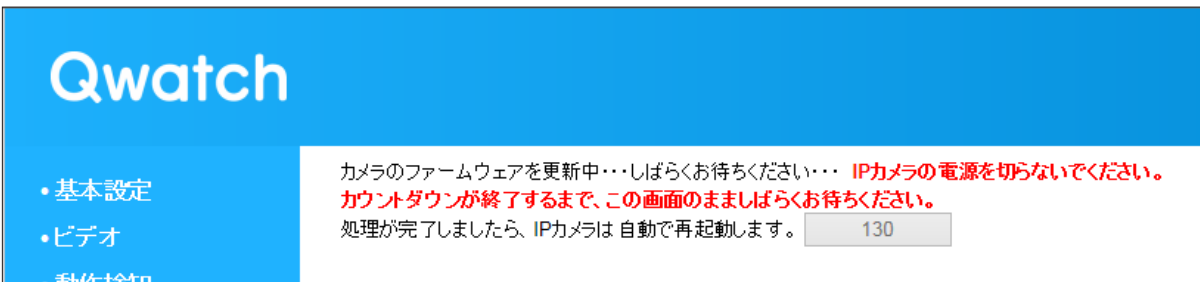 Qwatch
カメラのファームウェアを更新中・・・しばらくお待ちください・・・ IPカメラの電源を切らないでください。
カウントダウンが終了するまで、この画面のまましばらくお待ちください。
処理が完了しましたら、IPカメラは 自動で再起動します。 130
・基本設定
・ビデオ